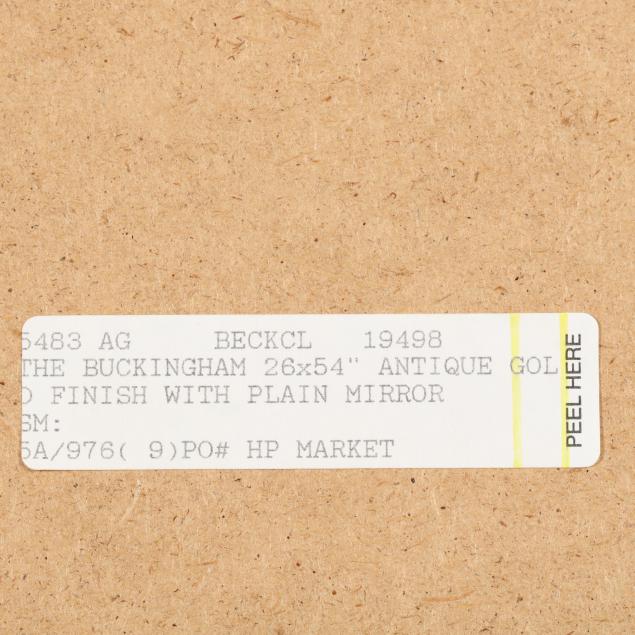 5483 AG BECKCL 19498
THE BUCKINGHAM 26x54" ANTIQUE GOL
D FINISH WITH PLAIN MIRROR
SM:
5A/976( 9)PO# HP MARKET
PEEL HERE